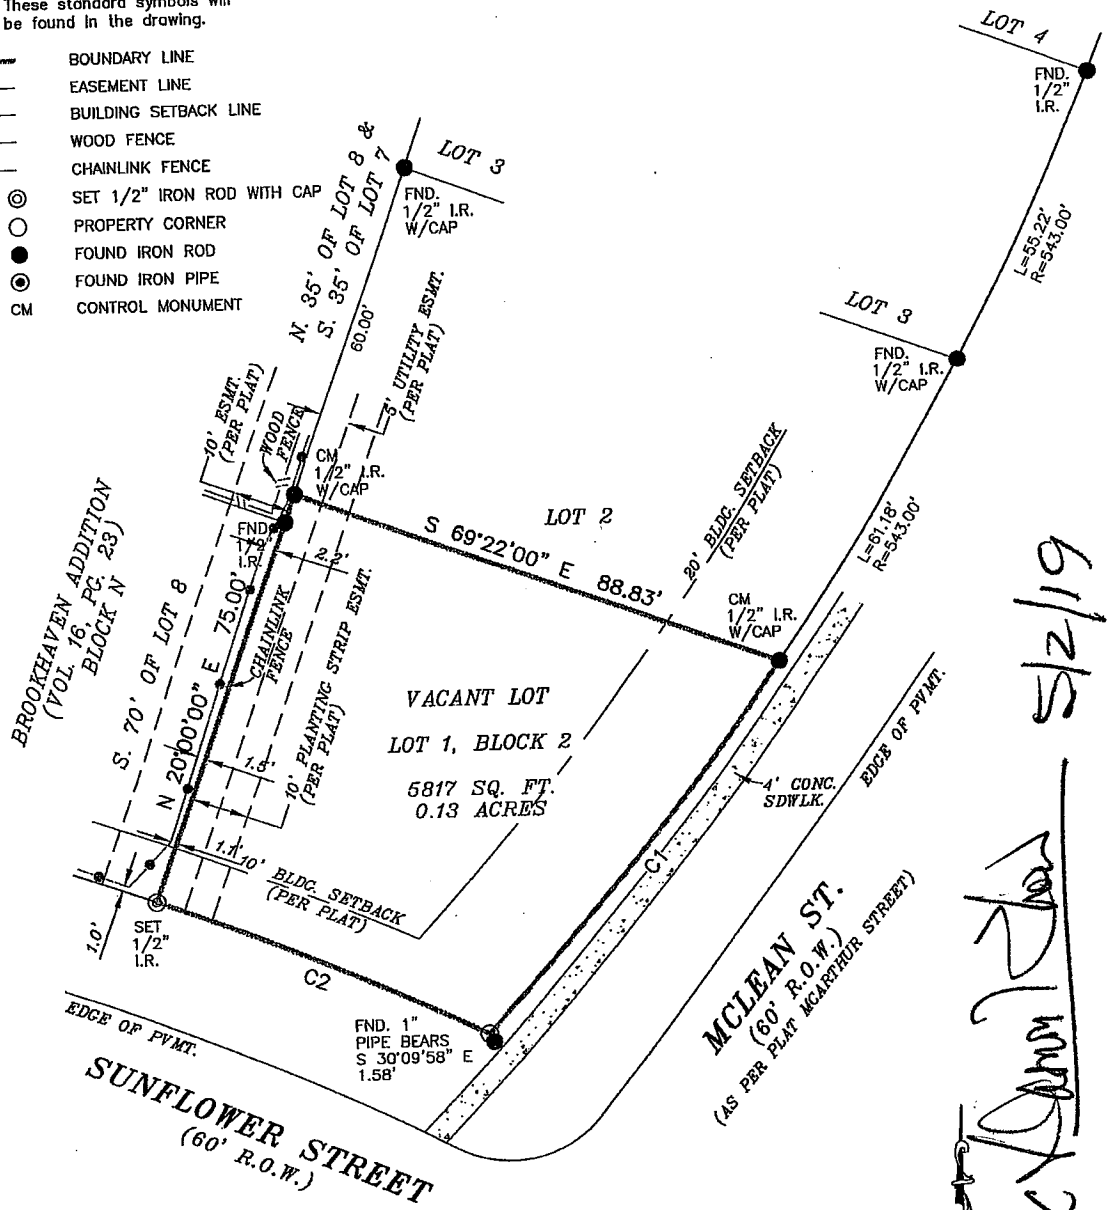 These standard symbols will
be found in the drawing.
BOUNDARY LINE
EASEMENT LINE
BUILDING SETBACK LINE
WOOD FENCE
CHAINLINK FENCE
SET 1/2" IRON ROD WITH CAP
PROPERTY CORNER
FOUND IRON ROD
FOUND IRON PIPE
CM CONTROL MONUMENT
LOT 4
FND.
1/2"
I.R.
LOT 3
FND.
1/2" I.R.
W/CAP
N. 35' OF LOT 8 &
S. 35' OF LOT 7
60.00'
L=55.22'
R=543.00'
LOT 3
FND.
1/2" I.R.
W/CAP
5' UTILITY ESMT.
(PER PLAT)
10' ESMT.
(PER PLAT)
WOOD
FENCE
CM
1/2" I.R.
W/CAP
LOT 2
S 69°22'00" E 88.83'
20' BLDG. SETBACK
(PER PLAT)
L=61.18'
R=543.00'
CM
1/2" I.R.
W/CAP
FND
1/2"
I.R.
2.2'
BROOKHAVEN ADDITION
(VOL. 16, PG. 23)
BLOCK N
S. 70' OF LOT 8
N 20°00'00" E 75.00'
CHAINLINK
FENCE
10' PLANTING STRIP ESMT.
(PER PLAT)
1.5'
VACANT LOT
LOT 1, BLOCK 2
5817 SQ. FT.
0.13 ACRES
4' CONC.
SDWLK.
EDGE OF PVMT.
1.1'
10' BLDG. SETBACK
(PER PLAT)
1.0'
SET
1/2"
I.R.
C1
C2
FND. 1"
PIPE BEARS
S 30°09'58" E
1.58'
MCLEAN ST.
(60' R.O.W.)
(AS PER PLAT MCARTHUR STREET)
EDGE OF PVMT.
SUNFLOWER STREET
(60' R.O.W.)
5/2/19